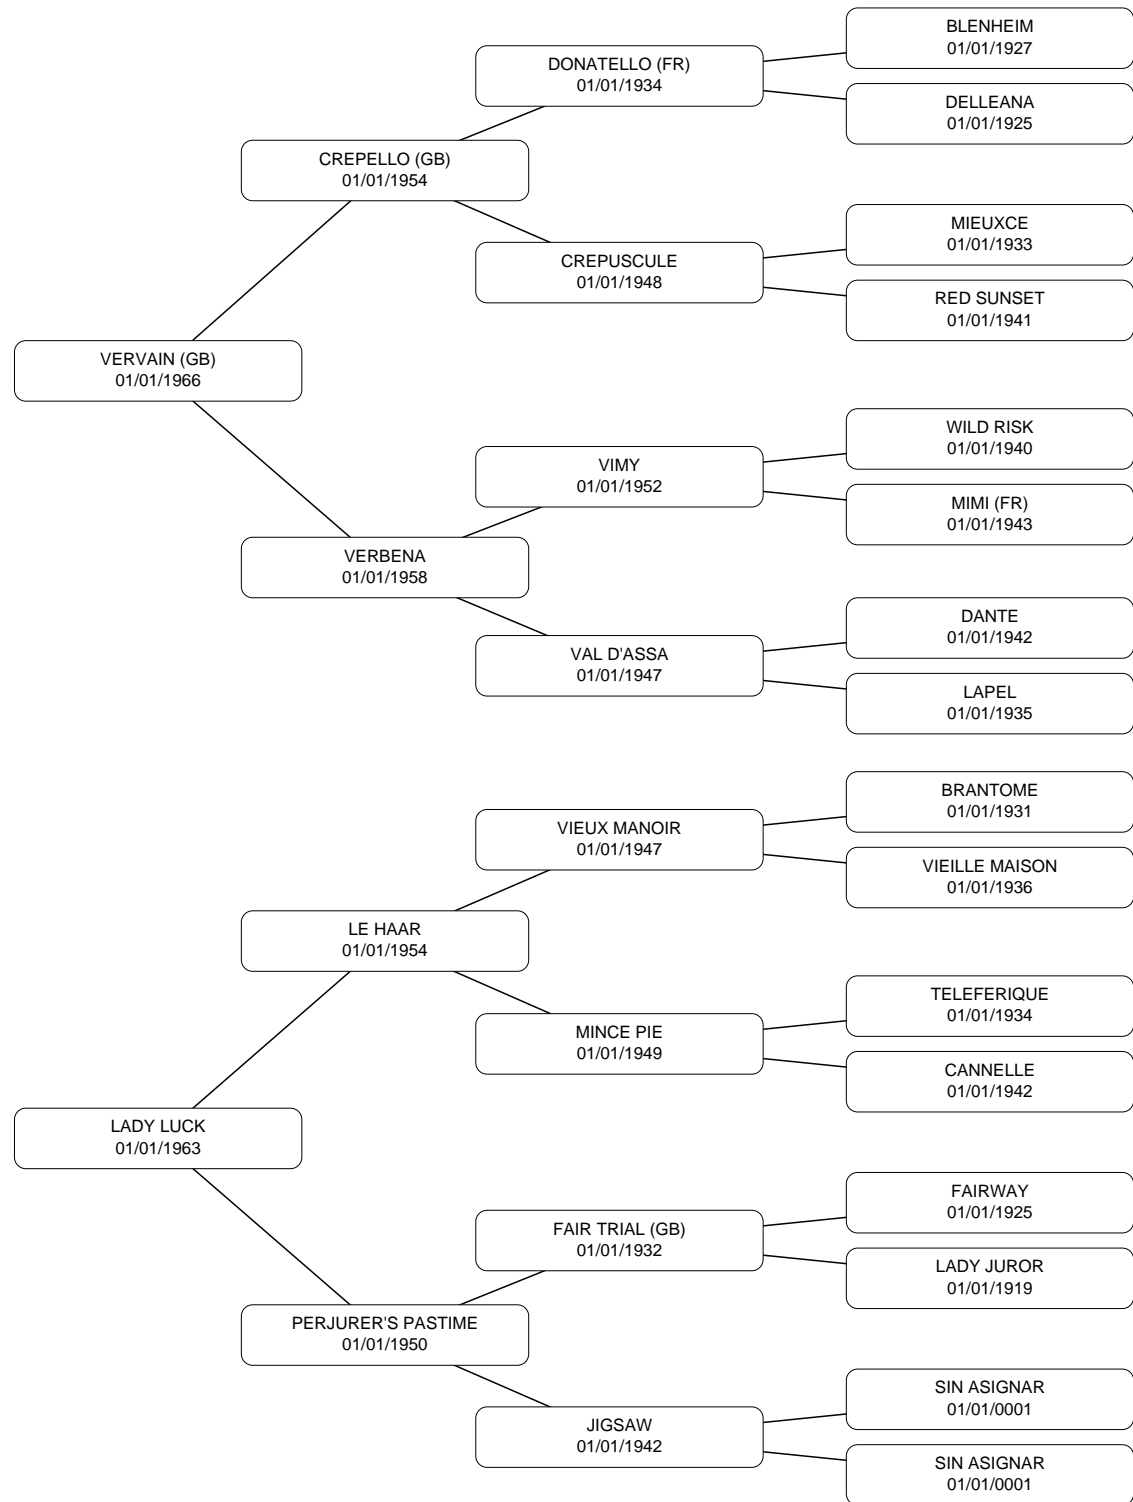 BLENHEIM
01/01/1927
DONATELLO (FR)
01/01/1934
DELLEANA
01/01/1925
CREPELLO (GB)
01/01/1954
MIEUXCE
01/01/1933
CREPUSCULE
01/01/1948
RED SUNSET
01/01/1941
VERVAIN (GB)
01/01/1966
WILD RISK
01/01/1940
VIMY
01/01/1952
MIMI (FR)
01/01/1943
VERBENA
01/01/1958
DANTE
01/01/1942
VAL D'ASSA
01/01/1947
LAPEL
01/01/1935
BRANTOME
01/01/1931
VIEUX MANOIR
01/01/1947
VIEILLE MAISON
01/01/1936
LE HAAR
01/01/1954
TELEFERIQUE
01/01/1934
MINCE PIE
01/01/1949
CANNELLE
01/01/1942
LADY LUCK
01/01/1963
FAIRWAY
01/01/1925
FAIR TRIAL (GB)
01/01/1932
LADY JUROR
01/01/1919
PERJURER'S PASTIME
01/01/1950
SIN ASIGNAR
01/01/0001
JIGSAW
01/01/1942
SIN ASIGNAR
01/01/0001